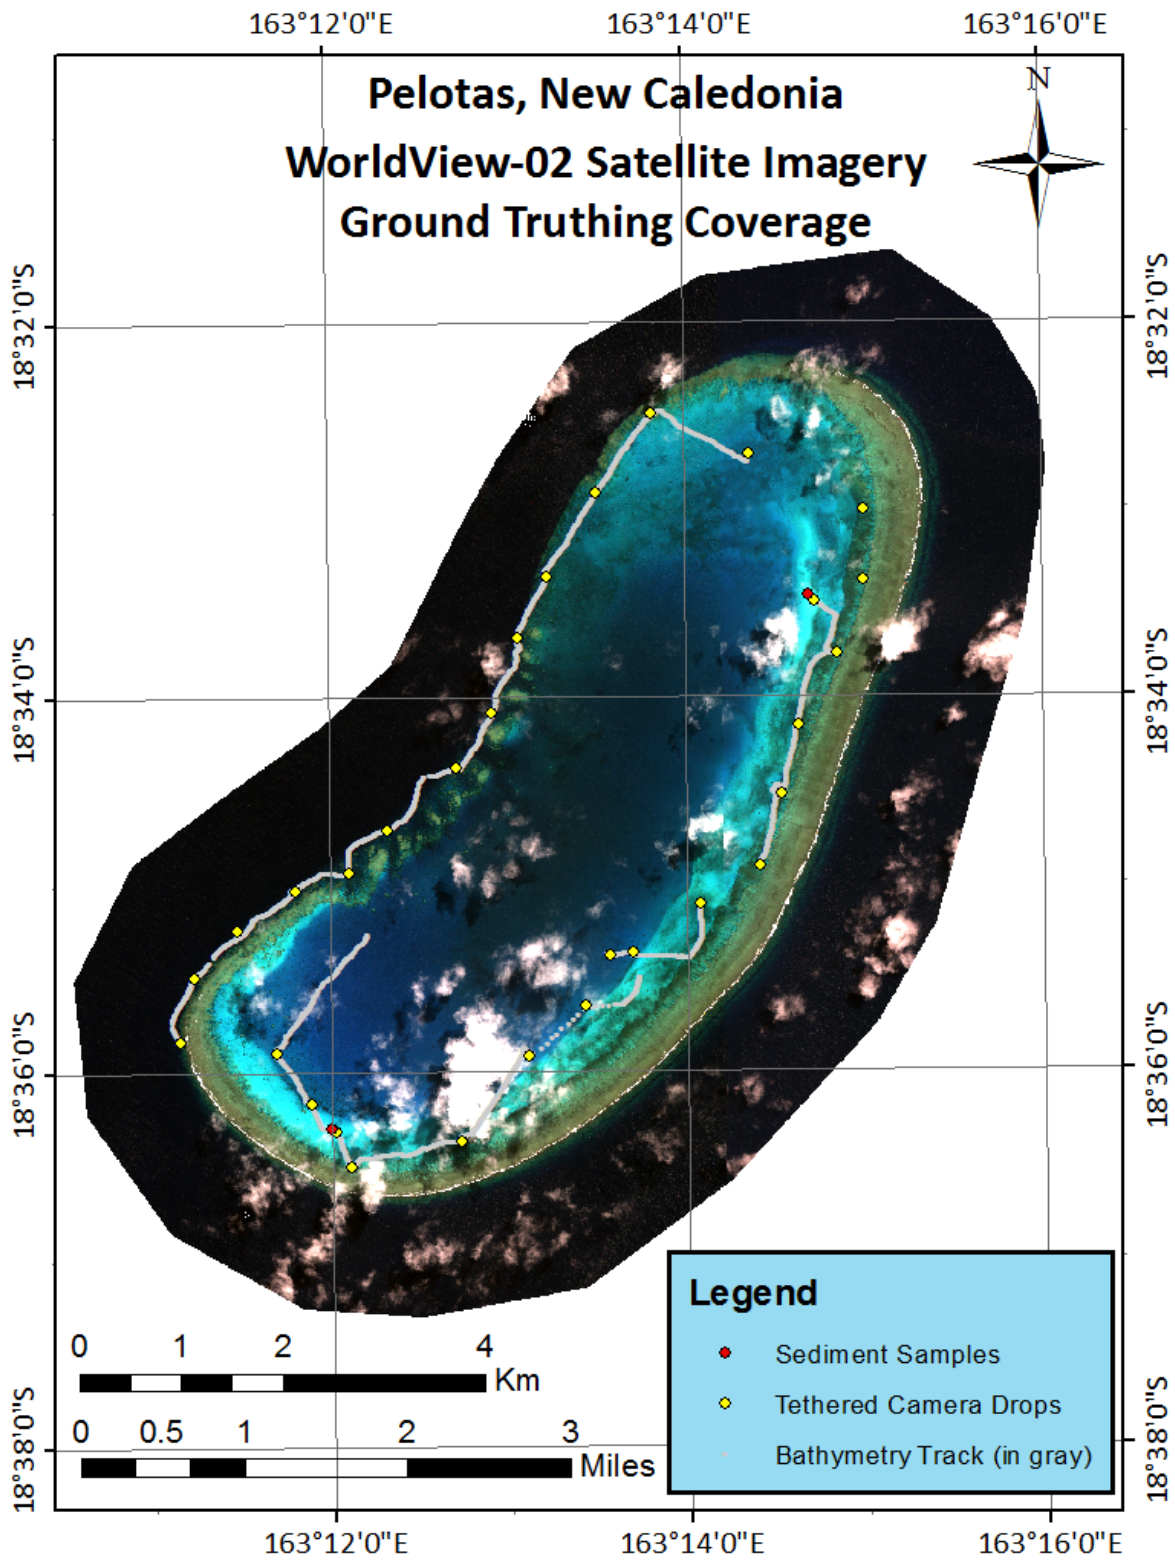 163°12'0"E 163°14'0"E 163°16'0"E
Pelotas, New Caledonia
WorldView-02 Satellite Imagery
Ground Truthing Coverage
N
18°32'0"S 18°32'0"S
18°34'0"S 18°34'0"S
18°36'0"S 18°36'0"S
18°38'0"S 18°38'0"S
0 1 2 4
Km
0 0.5 1 2 3
Miles
Legend
Sediment Samples
Tethered Camera Drops
Bathymetry Track (in gray)
163°12'0"E 163°14'0"E 163°16'0"E